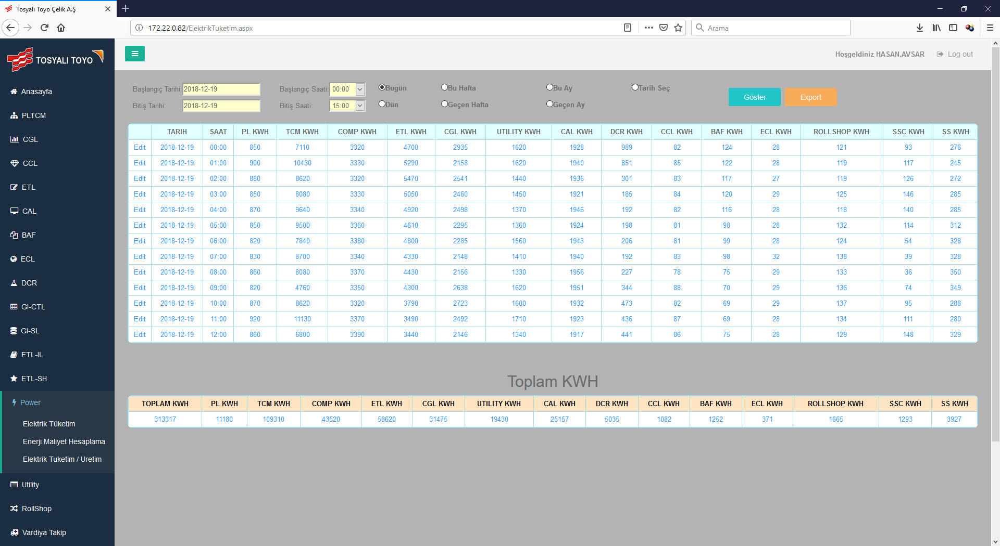 Tosyalı Toyo Çelik A.Ş
172.22.0.82/ElektrikTuketim.aspx
Arama
TOSYALI TOYO
Hoşgeldiniz HASAN.AVSAR Log out
Anasayfa
PLTCM
CGL
CCL
ETL
CAL
BAF
ECL
DCR
GI-CTL
GI-SL
ETL-IL
ETL-SH
Power
Elektrik Tüketim
Enerji Maliyet Hesaplama
Elektrik Tuketim / Uretim
Utility
RollShop
Vardiya Takip
Başlangıç Tarihi: 2018-12-19 Başlangıç Saati: 00:00 Bugün Bu Hafta Bu Ay Tarih Seç
Bitiş Tarihi: 2018-12-19 Bitiş Saati: 15:00 Dün Geçen Hafta Geçen Ay
Göster Export
TARIH SAAT PL KWH TCM KWH COMP KWH ETL KWH CGL KWH UTILITY KWH CAL KWH DCR KWH CCL KWH BAF KWH ECL KWH ROLLSHOP KWH SSC KWH SS KWH
Edit 2018-12-19 00:00 850 7110 3320 4700 2935 1620 1928 989 82 124 28 121 93 276
Edit 2018-12-19 01:00 900 10430 3330 5290 2158 1620 1940 851 85 122 28 119 117 245
Edit 2018-12-19 02:00 880 8620 3320 5470 2541 1440 1936 301 83 117 27 119 126 272
Edit 2018-12-19 03:00 850 8080 3330 5050 2460 1450 1921 185 84 120 29 125 146 285
Edit 2018-12-19 04:00 870 9640 3340 4920 2498 1370 1946 192 82 116 28 118 140 285
Edit 2018-12-19 05:00 850 9500 3360 4610 2295 1360 1924 198 81 98 28 132 114 312
Edit 2018-12-19 06:00 820 7840 3380 4800 2285 1560 1943 206 81 99 28 124 54 328
Edit 2018-12-19 07:00 830 8700 3340 4330 2148 1410 1940 192 83 98 32 138 39 328
Edit 2018-12-19 08:00 860 8080 3370 4430 2156 1330 1956 227 78 75 29 133 36 350
Edit 2018-12-19 09:00 820 4760 3350 4300 2638 1620 1951 344 88 70 29 136 74 349
Edit 2018-12-19 10:00 870 8620 3320 3790 2723 1600 1932 473 82 69 29 137 95 288
Edit 2018-12-19 11:00 920 11130 3370 3490 2492 1710 1923 436 87 69 28 134 111 280
Edit 2018-12-19 12:00 860 6800 3390 3440 2146 1340 1917 441 86 75 28 129 148 329
Toplam KWH
TOPLAM KWH PL KWH TCM KWH COMP KWH ETL KWH CGL KWH UTILITY KWH CAL KWH DCR KWH CCL KWH BAF KWH ECL KWH ROLLSHOP KWH SSC KWH SS KWH
313317 11180 109310 43520 58620 31475 19430 25157 5035 1082 1252 371 1665 1293 3927